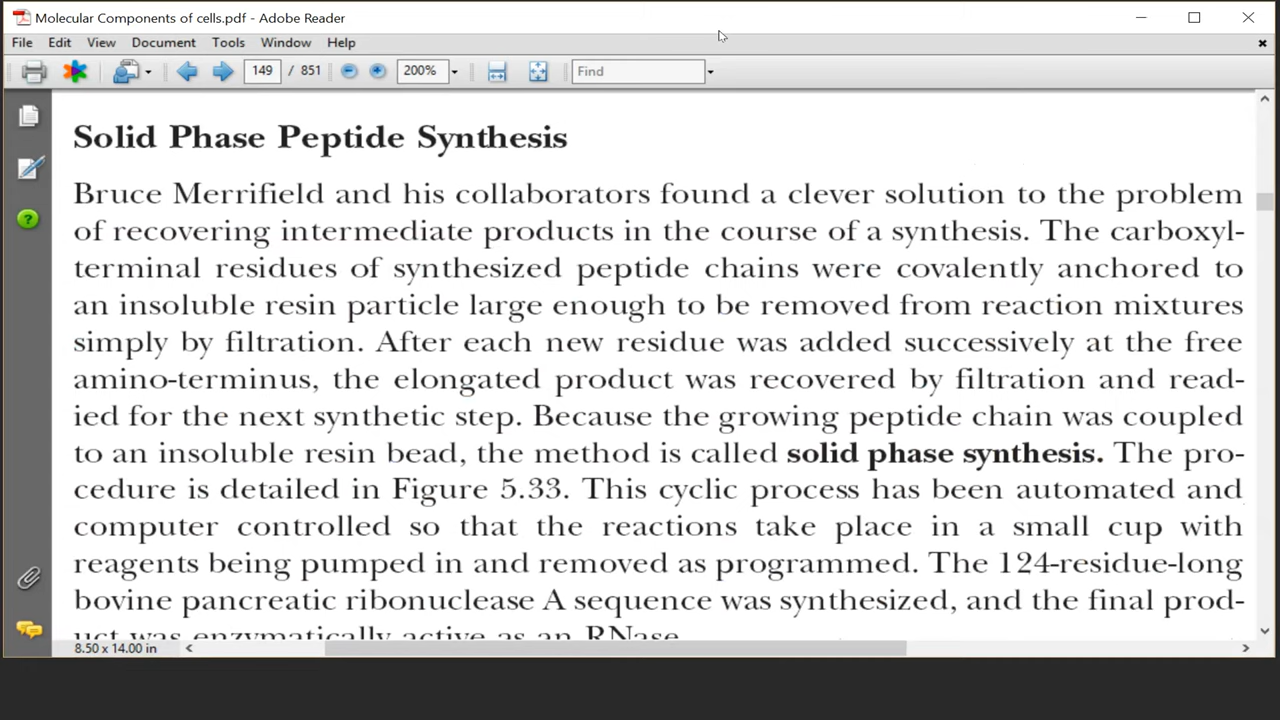 Molecular Components of cells.pdf - Adobe Reader
File Edit View Document Tools Window Help
149 / 851 200% Find
Solid Phase Peptide Synthesis
Bruce Merrifield and his collaborators found a clever solution to the problem
of recovering intermediate products in the course of a synthesis. The carboxyl-
terminal residues of synthesized peptide chains were covalently anchored to
an insoluble resin particle large enough to be removed from reaction mixtures
simply by filtration. After each new residue was added successively at the free
amino-terminus, the elongated product was recovered by filtration and read-
ied for the next synthetic step. Because the growing peptide chain was coupled
to an insoluble resin bead, the method is called solid phase synthesis. The pro-
cedure is detailed in Figure 5.33. This cyclic process has been automated and
computer controlled so that the reactions take place in a small cup with
reagents being pumped in and removed as programmed. The 124-residue-long
bovine pancreatic ribonuclease A sequence was synthesized, and the final prod-
uct was enzymatically active as an RNase.
8.50 x 14.00 in